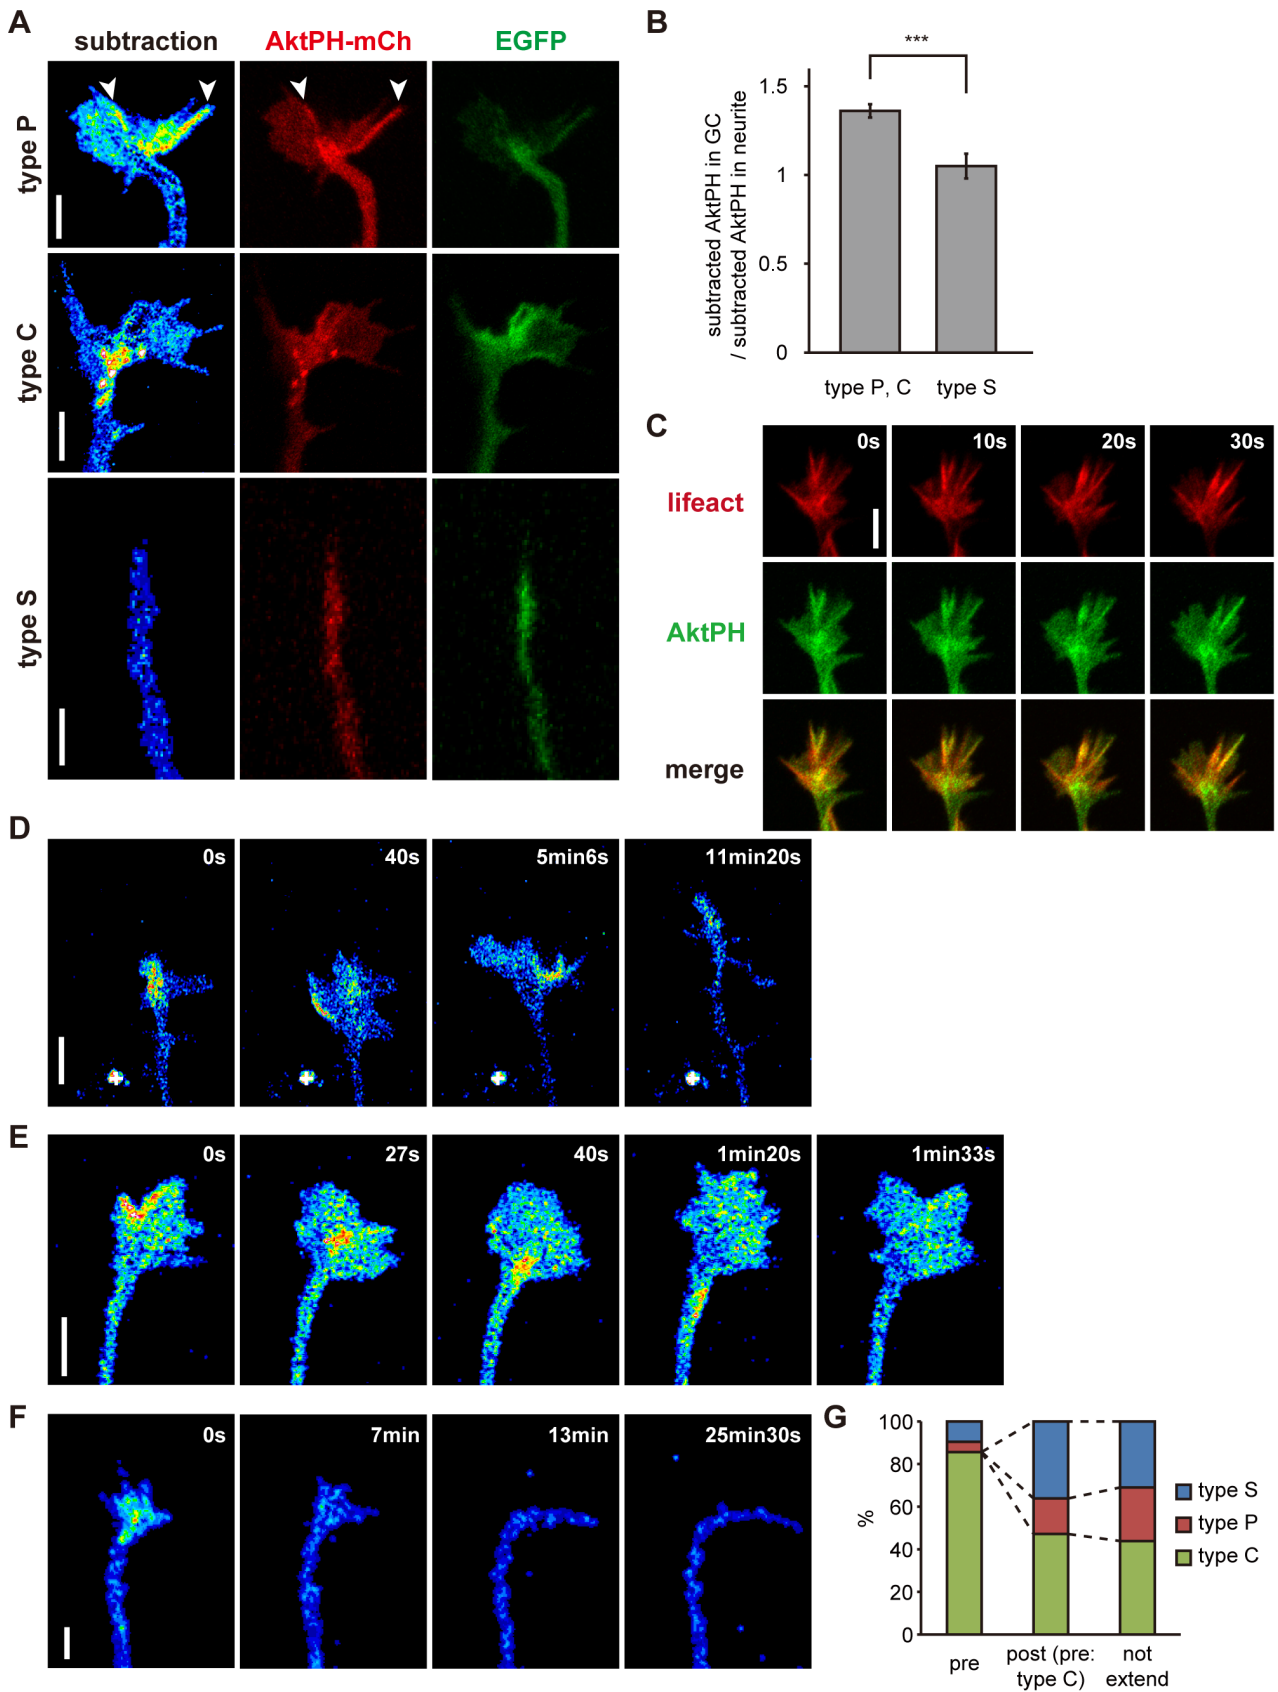 A
subtraction
AktPH-mCh
EGFP
type P
type C
type S
B
***
subtracted AktPH in GC
/ subtracted AktPH in neurite
1.5
1
0.5
0
type P, C
type S
C
0s
10s
20s
30s
lifeact
AktPH
merge
D
0s
40s
5min6s
11min20s
E
0s
27s
40s
1min20s
1min33s
F
0s
7min
13min
25min30s
G
%
100
80
60
40
20
0
pre
post (pre:
type C)
not
extend
type S
type P
type C